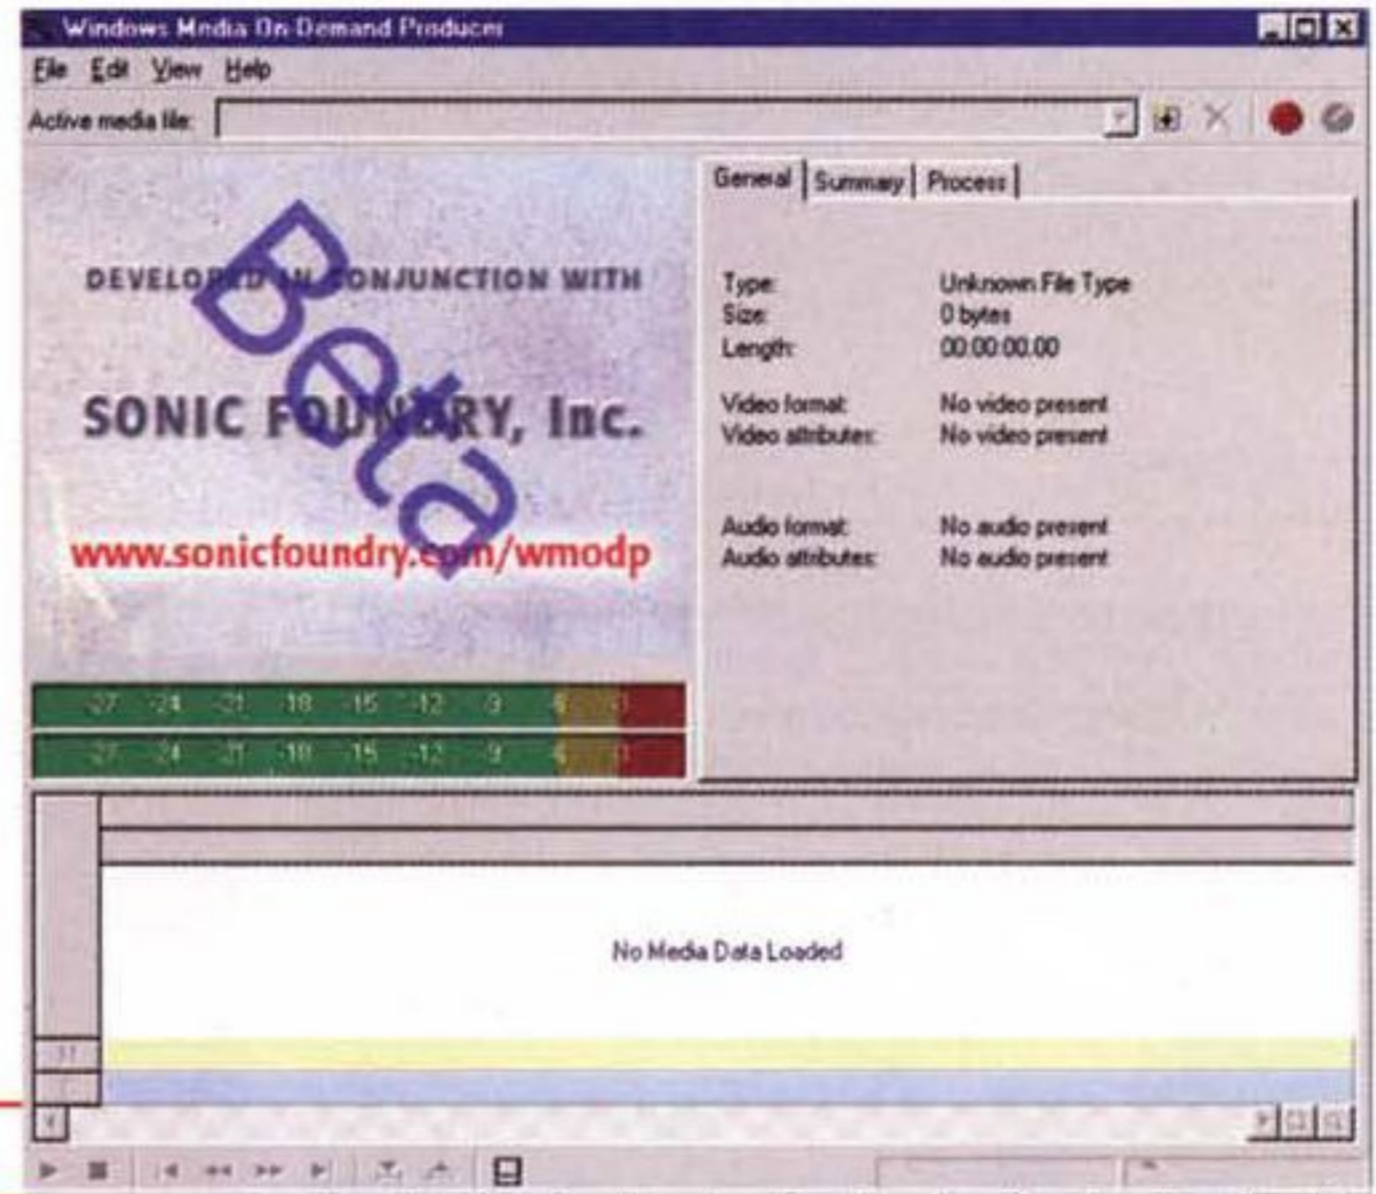 Windows Media On-Demand Producer
File Edit View Help
Active media file:
DEVELOPED IN CONJUNCTION WITH
SONIC FOUNDRY, Inc.
www.sonicfoundry.com/wmodp
Beta
General Summary Process
Type: Unknown File Type
Size: 0 bytes
Length: 00:00:00.00
Video format: No video present
Video attributes: No video present
Audio format: No audio present
Audio attributes: No audio present
-27 -24 -21 -18 -15 -12 -9 -6 -3
-27 -24 -21 -18 -15 -12 -9 -6 -3
No Media Data Loaded